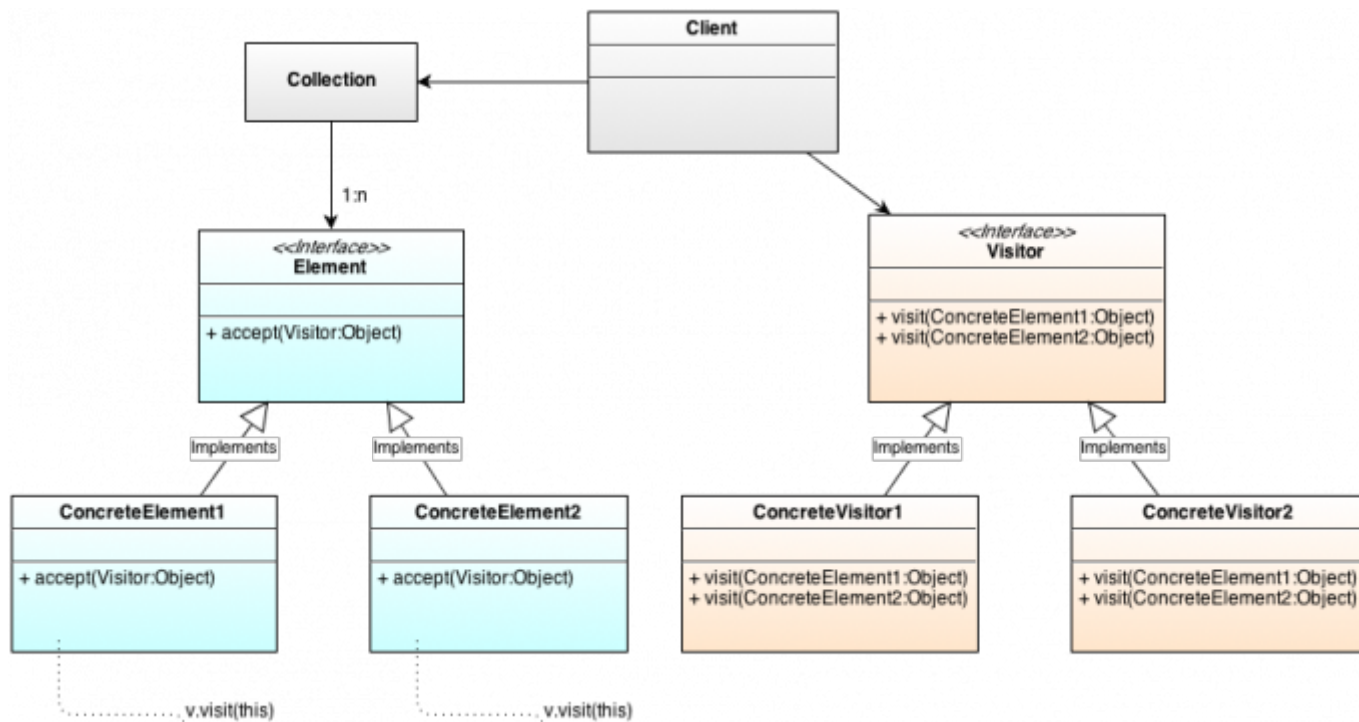 Client
Collection
1:n
<<Interface>>
Element
+ accept(Visitor:Object)
<<Interface>>
Visitor
+ visit(ConcreteElement1:Object)
+ visit(ConcreteElement2:Object)
Implements
Implements
Implements
Implements
ConcreteElement1
+ accept(Visitor:Object)
v.visit(this)
ConcreteElement2
+ accept(Visitor:Object)
v.visit(this)
ConcreteVisitor1
+ visit(ConcreteElement1:Object)
+ visit(ConcreteElement2:Object)
ConcreteVisitor2
+ visit(ConcreteElement1:Object)
+ visit(ConcreteElement2:Object)